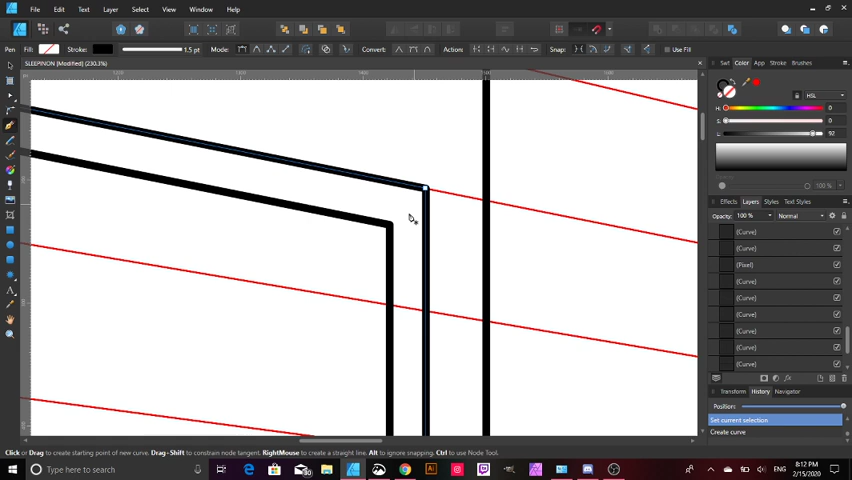 File Edit Text Layer Select View Window Help
Pen Fill: Stroke: 1.5 pt Mode: Convert: Action: Snap: Use Fill
SLEEPINON [Modified] (230.3%)
Swt Color App Stroke Brushes
HSL
H: 0
S: 0
L: 92
Opacity
100 %
Effects Layers Styles Text Styles
Opacity: 100 % Normal
(Curve)
(Curve)
(Pixel)
(Curve)
(Curve)
(Curve)
(Curve)
(Curve)
(Curve)
Transform History Navigator
Position:
Set current selection
Create curve
Click or Drag to create starting point of new curve. Drag+Shift to constrain node tangent. RightMouse to create a straight line. Alt to ignore snapping. Ctrl to use Node Tool.
Type here to search
ENG
8:12 PM
2/15/2020